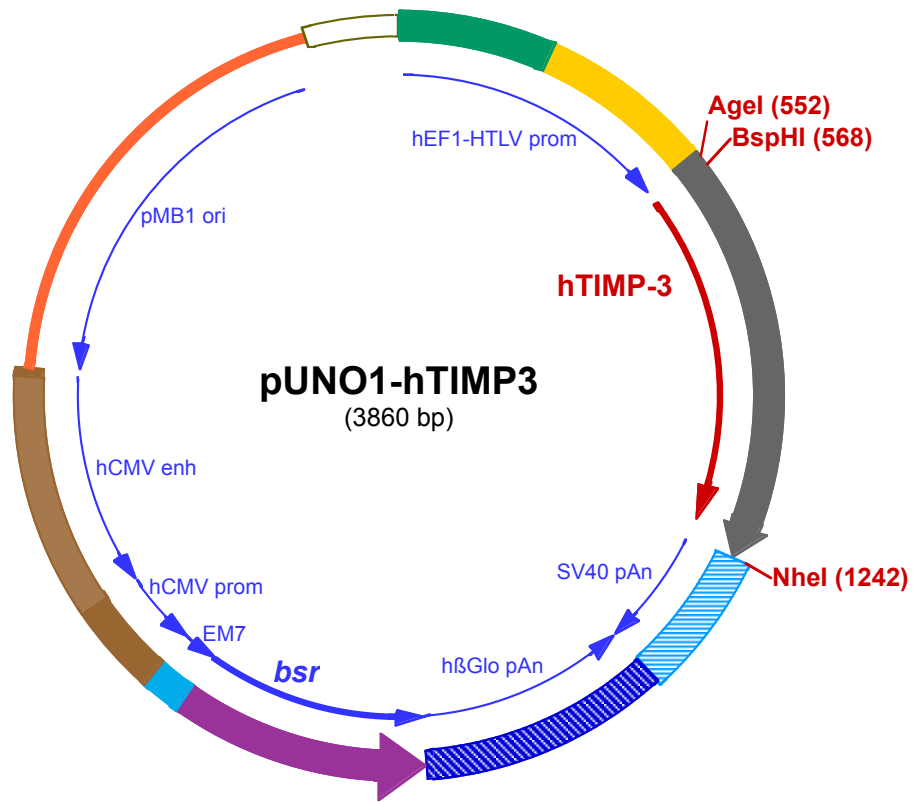 hEF1-HTLV prom
AgeI (552)
BspHI (568)
pMB1 ori
hTIMP-3
pUNO1-hTIMP3
(3860 bp)
hCMV enh
SV40 pAn
NheI (1242)
hCMV prom
EM7
bsr
hßGlo pAn